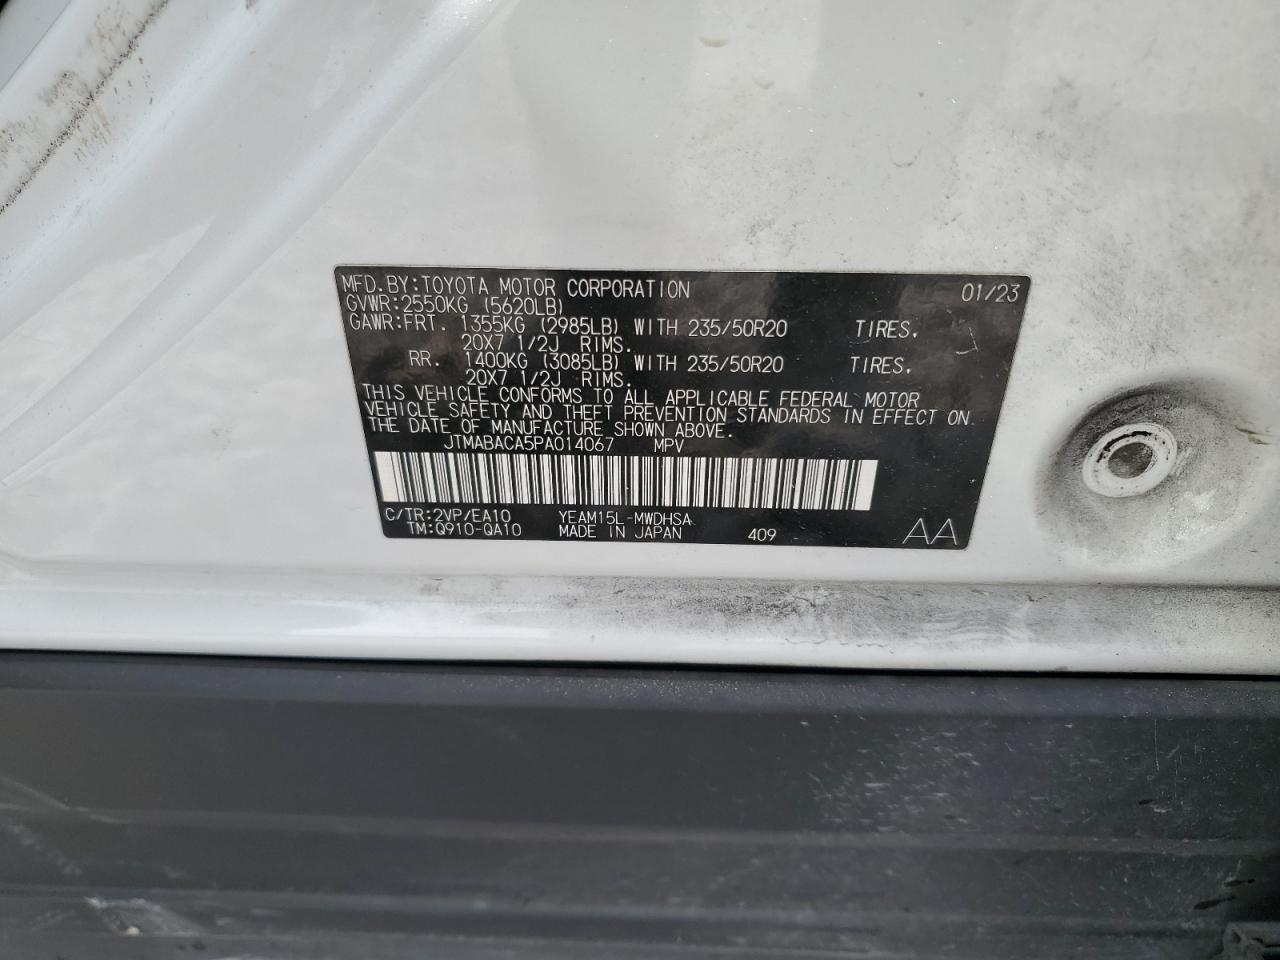 MFD.BY:TOYOTA MOTOR CORPORATION 01/23
GVWR:2550KG (5620LB)
GAWR:FRT. 1355KG (2985LB) WITH 235/50R20 TIRES.
20X7 1/2J RIMS.
RR. 1400KG (3085LB) WITH 235/50R20 TIRES.
20X7 1/2J RIMS.
THIS VEHICLE CONFORMS TO ALL APPLICABLE FEDERAL MOTOR
VEHICLE SAFETY AND THEFT PREVENTION STANDARDS IN EFFECT ON
THE DATE OF MANUFACTURE SHOWN ABOVE.
JTMABACA5PA014067 MPV
C/TR:2VP/EA10 YEAM15L-MWDHSA
TM:Q910-QA10 MADE IN JAPAN 409 AA